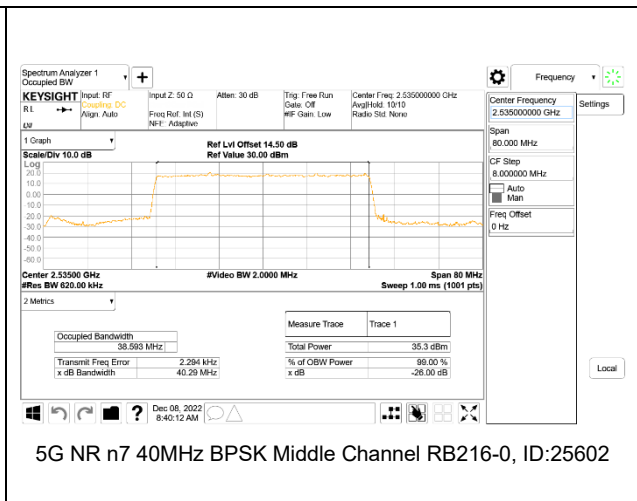 Spectrum Analyzer 1
Occupied BW
Frequency
KEYSIGHT
Input: RF
Input Z: 50 Ω
Atten: 30 dB
Trig: Free Run
Center Freq: 2.535000000 GHz
RL
Coupling: DC
Gate: Off
Avg|Hold: 10/10
Align: Auto
Freq Ref: Int (S)
#IF Gain: Low
Radio Std: None
NFE: Adaptive
Center Frequency
2.535000000 GHz
Settings
Span
80.000 MHz
CF Step
8.000000 MHz
Auto
Man
Freq Offset
0 Hz
1 Graph
Ref Lvl Offset 14.50 dB
Scale/Div 10.0 dB
Ref Value 30.00 dBm
Log
20.0
10.0
0.00
-10.0
-20.0
-30.0
-40.0
-50.0
-60.0
Center 2.53500 GHz
#Video BW 2.0000 MHz
Span 80 MHz
#Res BW 620.00 kHz
Sweep 1.00 ms (1001 pts)
2 Metrics
Measure Trace
Trace 1
Occupied Bandwidth
38.593 MHz
Total Power
35.3 dBm
Transmit Freq Error
2.294 kHz
% of OBW Power
99.00 %
x dB Bandwidth
40.29 MHz
x dB
-26.00 dB
Local
?
Dec 08, 2022
8:40:12 AM
5G NR n7 40MHz BPSK Middle Channel RB216-0, ID:25602